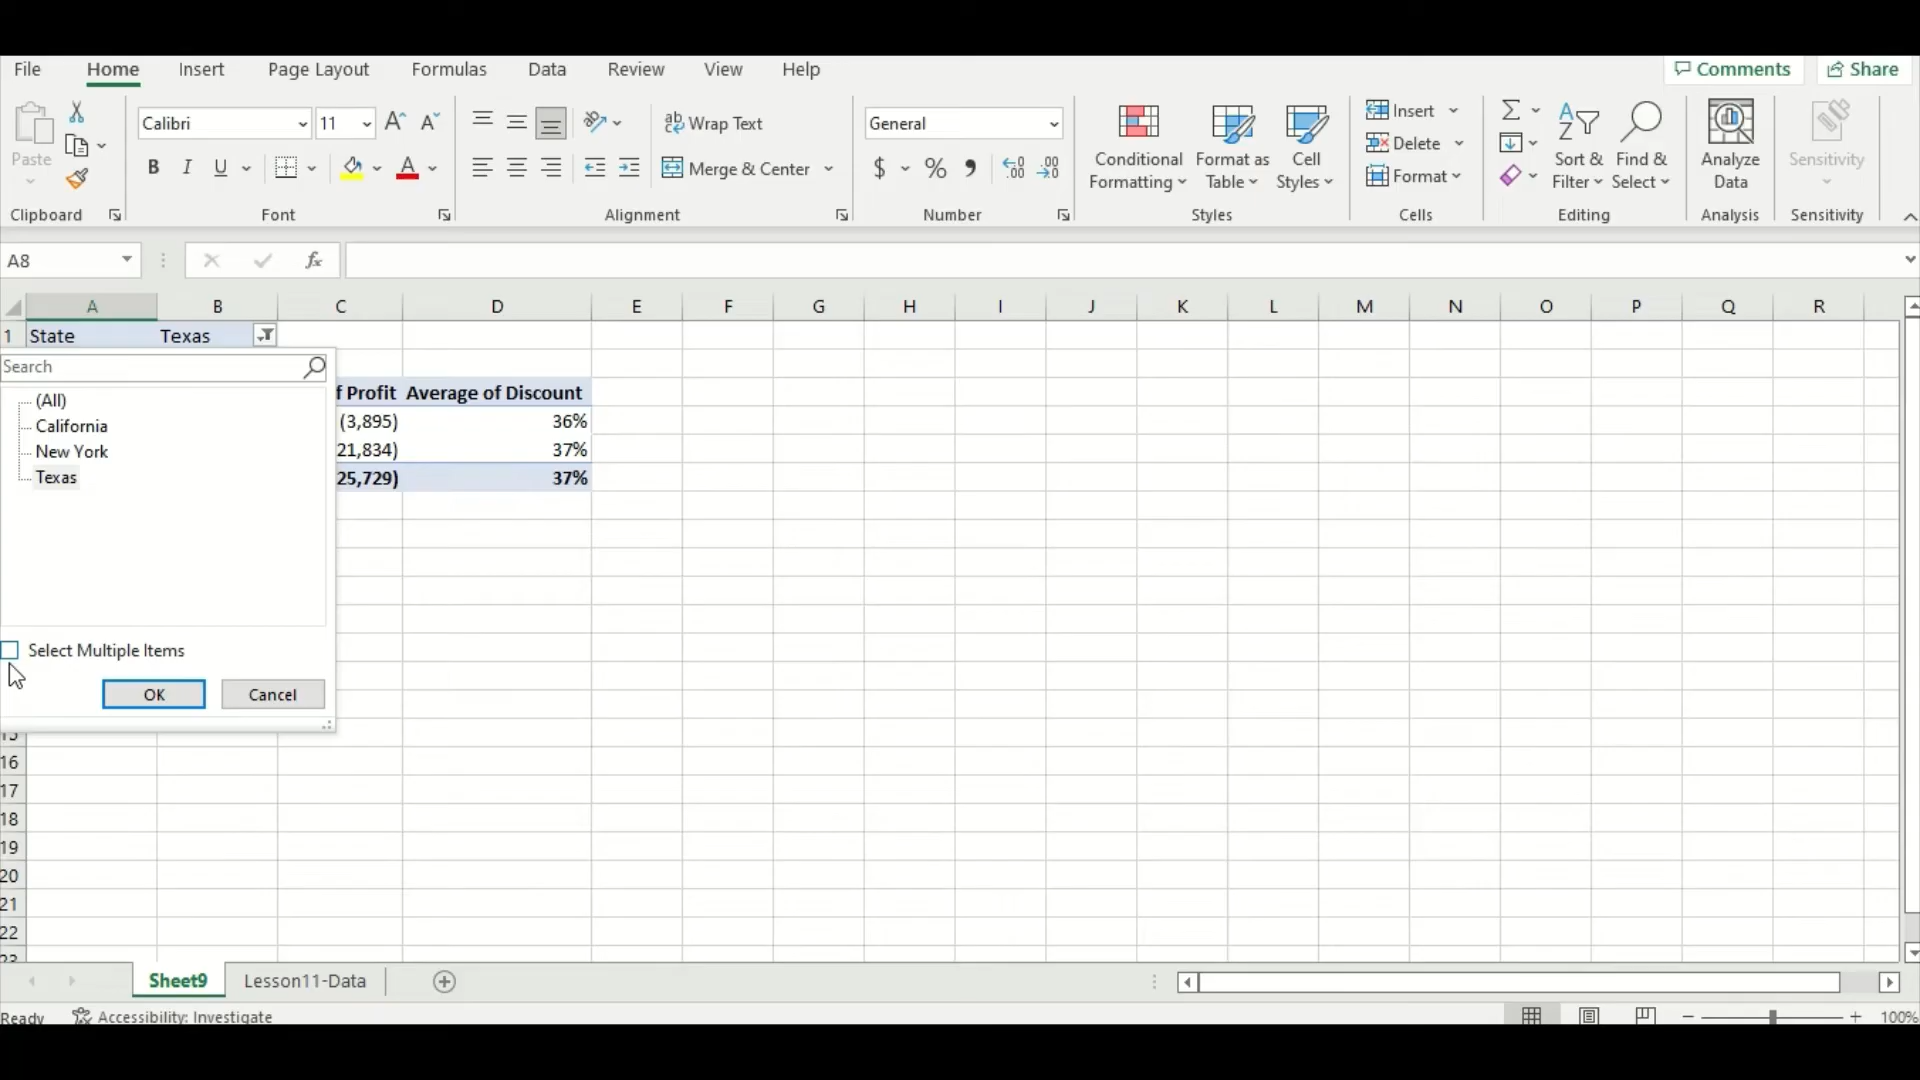 File Home Insert Page Layout Formulas Data Review View Help Comments Share
Calibri 11 Wrap Text General Insert
Paste B I U Merge & Center $ % Conditional Formatting Format as Table Cell Styles Delete Sort & Filter Find & Select Analyze Data Sensitivity
Format
Clipboard Font Alignment Number Styles Cells Editing Analysis Sensitivity
A8 fx
A B C D E F G H I J K L M N O P Q R
1 State Texas
Search
f Profit Average of Discount
(All)
(3,895) 36%
California
New York 21,834) 37%
Texas 25,729) 37%
Select Multiple Items
OK Cancel
15
16
17
18
19
20
21
22
23
Sheet9 Lesson11-Data
Ready Accessibility: Investigate 100%